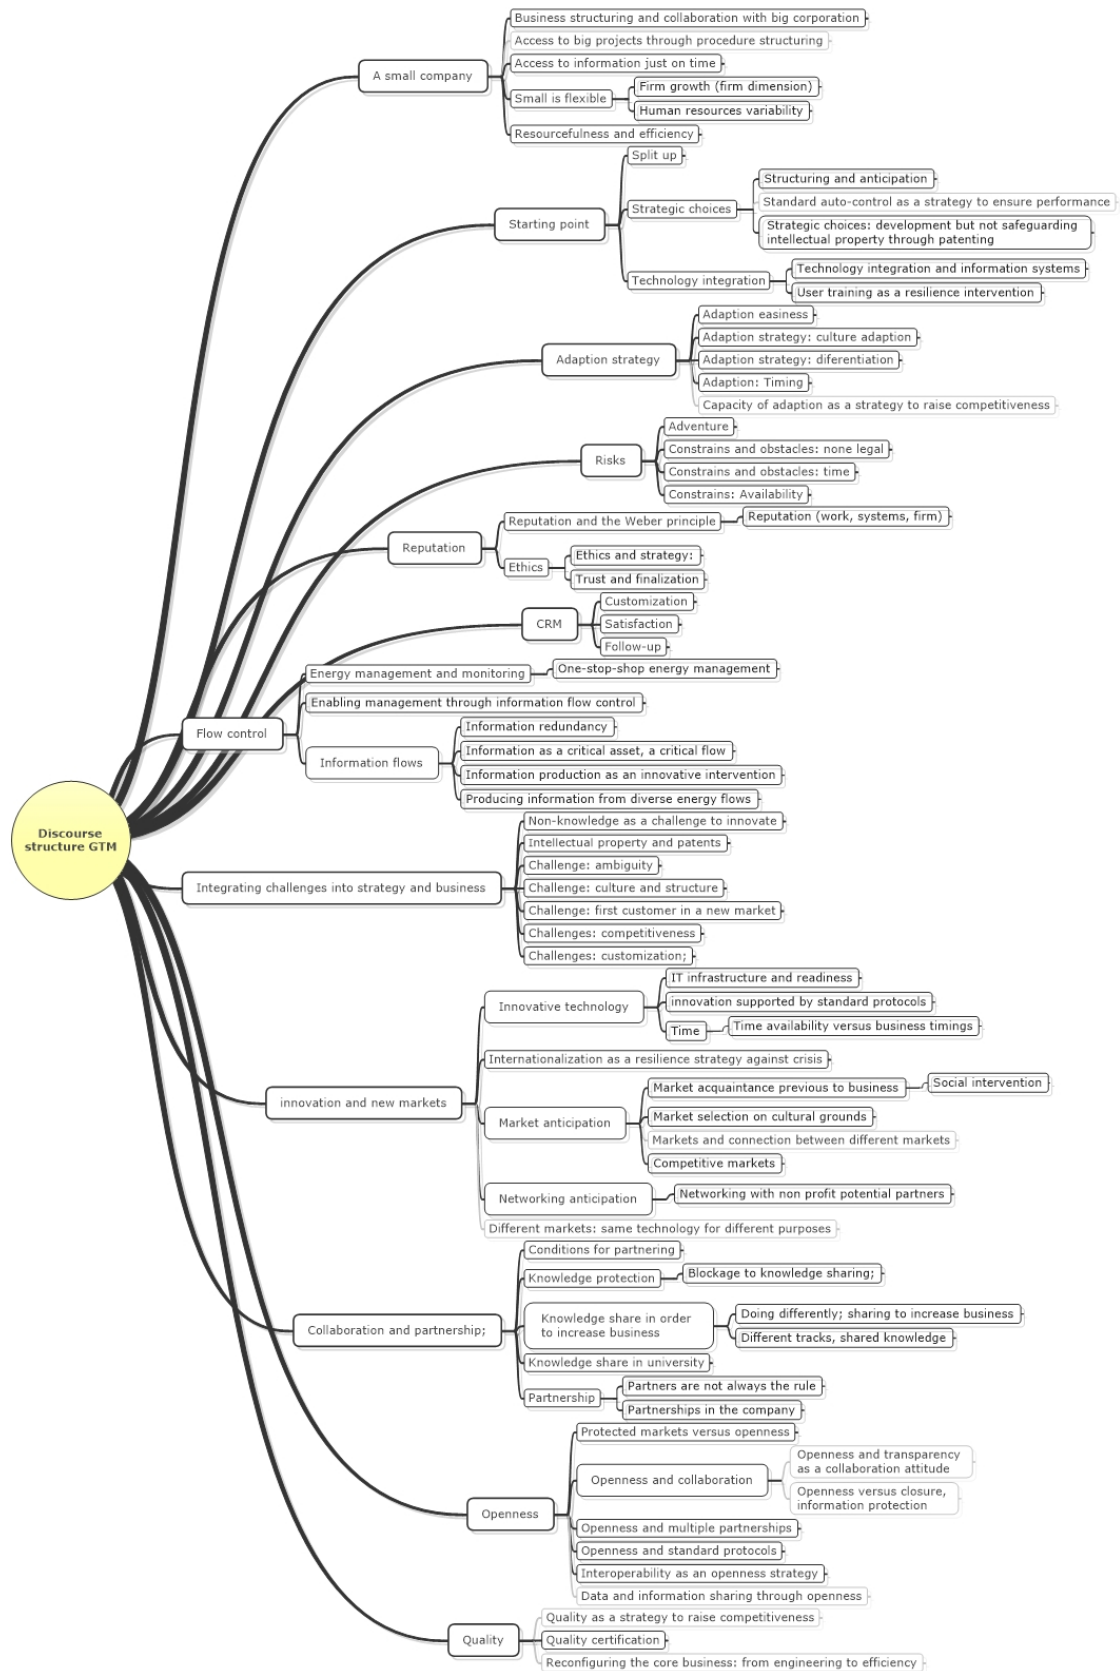 Discourse
structure GTM
A small company
Business structuring and collaboration with big corporation
Access to big projects through procedure structuring
Access to information just on time
Small is flexible
Firm growth (firm dimension)
Human resources variability
Resourcefulness and efficiency
Starting point
Split up
Strategic choices
Structuring and anticipation
Standard auto-control as a strategy to ensure performance
Strategic choices: development but not safeguarding
intellectual property through patenting
Technology integration
Technology integration and information systems
User training as a resilience intervention
Adaption strategy
Adaption easiness
Adaption strategy: culture adaption
Adaption strategy: diferentiation
Adaption: Timing
Capacity of adaption as a strategy to raise competitiveness
Risks
Adventure
Constrains and obstacles: none legal
Constrains and obstacles: time
Constrains: Availability
Reputation
Reputation and the Weber principle
Reputation (work, systems, firm)
Ethics
Ethics and strategy:
Trust and finalization
CRM
Customization
Satisfaction
Follow-up
Flow control
Energy management and monitoring
One-stop-shop energy management
Enabling management through information flow control
Information flows
Information redundancy
Information as a critical asset, a critical flow
Information production as an innovative intervention
Producing information from diverse energy flows
Integrating challenges into strategy and business
Non-knowledge as a challenge to innovate
Intellectual property and patents
Challenge: ambiguity
Challenge: culture and structure
Challenge: first customer in a new market
Challenges: competitiveness
Challenges: customization;
innovation and new markets
Innovative technology
IT infrastructure and readiness
innovation supported by standard protocols
Time
Time availability versus business timings
Internationalization as a resilience strategy against crisis
Market anticipation
Market acquaintance previous to business
Social intervention
Market selection on cultural grounds
Markets and connection between different markets
Competitive markets
Networking anticipation
Networking with non profit potential partners
Different markets: same technology for different purposes
Collaboration and partnership;
Conditions for partnering
Knowledge protection
Blockage to knowledge sharing;
Knowledge share in order
to increase business
Doing differently; sharing to increase business
Different tracks, shared knowledge
Knowledge share in university
Partnership
Partners are not always the rule
Partnerships in the company
Openness
Protected markets versus openness
Openness and collaboration
Openness and transparency
as a collaboration attitude
Openness versus closure,
information protection
Openness and multiple partnerships
Openness and standard protocols
Interoperability as an openness strategy
Data and information sharing through openness
Quality
Quality as a strategy to raise competitiveness
Quality certification
Reconfiguring the core business: from engineering to efficiency